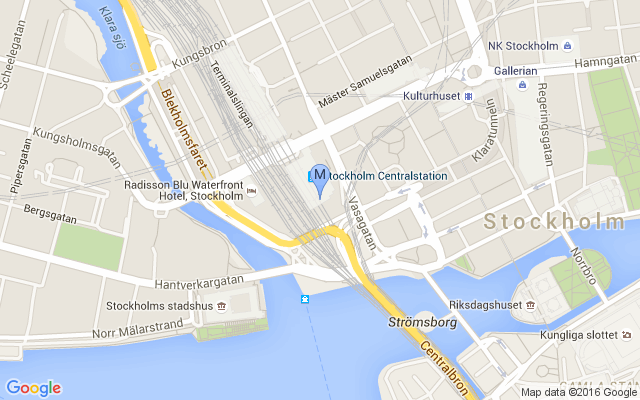 Klara sjö
Scheelegatan
Kungsbron
Terminalslingan
NK Stockholm
Hamngatan
Gallerian
Mäster Samuelsgatan
Kulturhuset
Blekholmsfaret
Regeringsgatan
Klaratunneln
Kungsholmsgatan
Pipersgatan
M
Stockholm Centralstation
Radisson Blu Waterfront
Hotel, Stockholm
Bergsgatan
Vasagatan
Stockholm
Norrbro
Hantverkargatan
Stockholms stadshus
Riksdagshuset
Norr Mälarstrand
Strömsborg
Kungliga slottet
Centralbron
GAMLA STAN
Google
Map data ©2016 Google